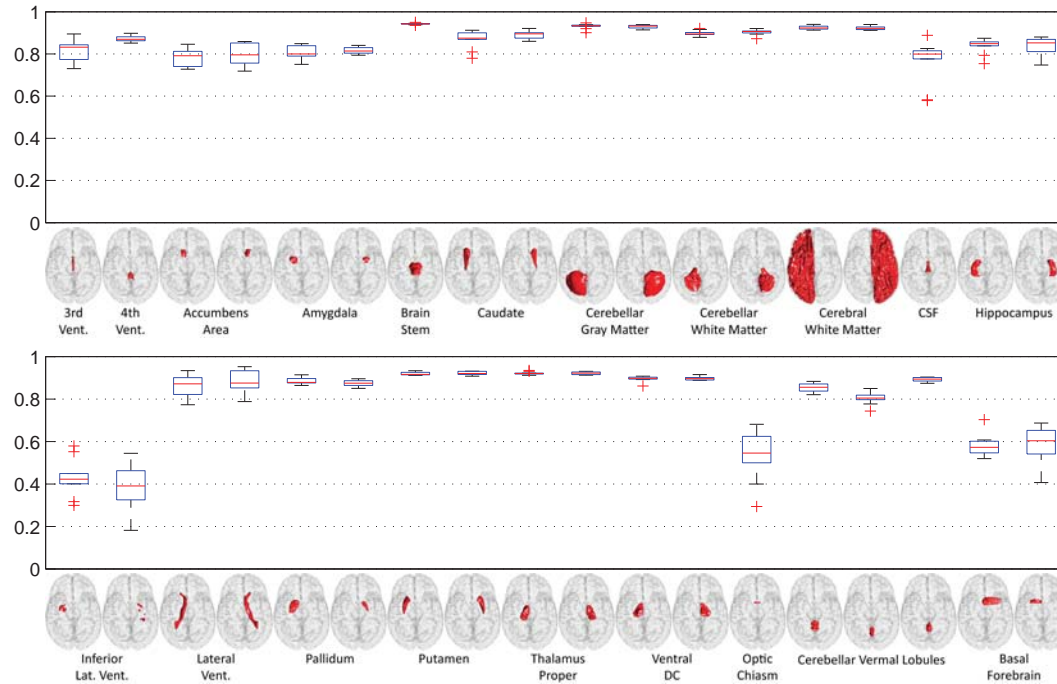 1
0.8
0.6
0.4
0.2
0
3rd Vent.
4th Vent.
Accumbens Area
Amygdala
Brain Stem
Caudate
Cerebellar Gray Matter
Cerebellar White Matter
Cerebral White Matter
CSF
Hippocampus
1
0.8
0.6
0.4
0.2
0
Inferior Lat. Vent.
Lateral Vent.
Pallidum
Putamen
Thalamus Proper
Ventral DC
Optic Chiasm
Cerebellar Vermal Lobules
Basal Forebrain